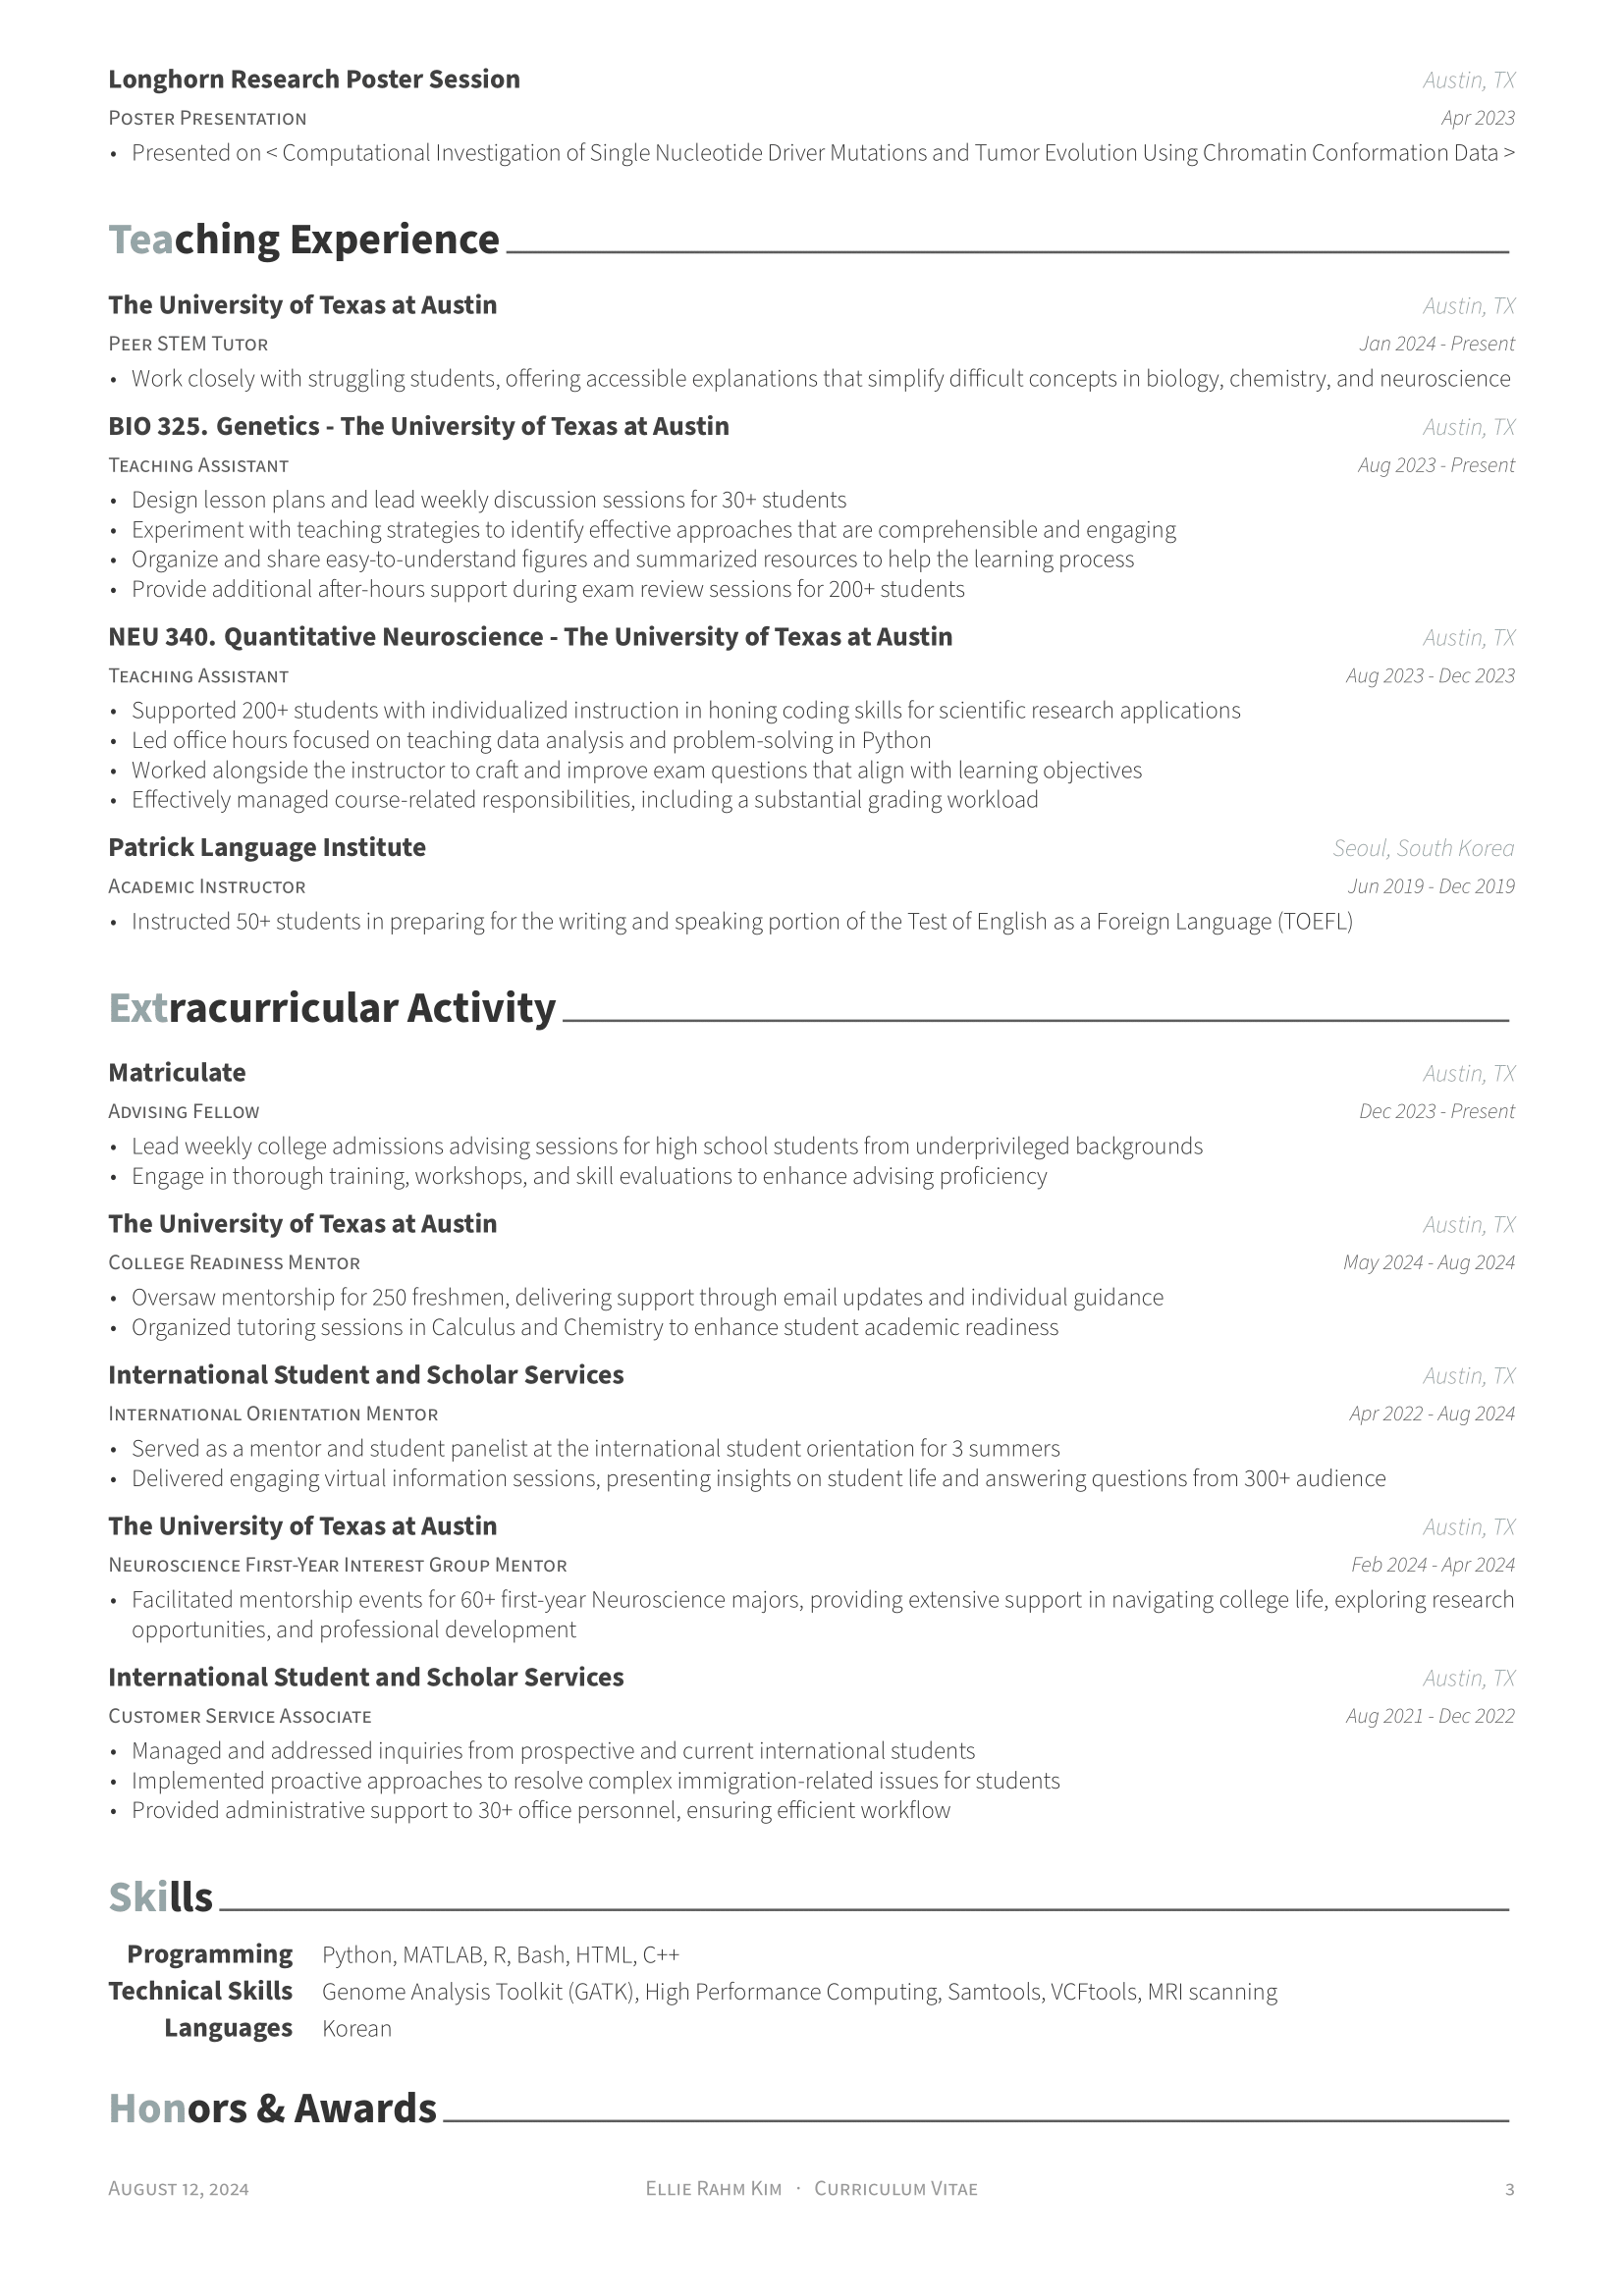 Longhorn Research Poster Session Austin, TX
Poster Presentation Apr 2023
• Presented on < Computational Investigation of Single Nucleotide Driver Mutations and Tumor Evolution Using Chromatin Conformation Data >
Teaching Experience
The University of Texas at Austin Austin, TX
Peer STEM Tutor Jan 2024 - Present
• Work closely with struggling students, offering accessible explanations that simplify difficult concepts in biology, chemistry, and neuroscience
BIO 325. Genetics - The University of Texas at Austin Austin, TX
Teaching Assistant Aug 2023 - Present
• Design lesson plans and lead weekly discussion sessions for 30+ students
• Experiment with teaching strategies to identify effective approaches that are comprehensible and engaging
• Organize and share easy-to-understand figures and summarized resources to help the learning process
• Provide additional after-hours support during exam review sessions for 200+ students
NEU 340. Quantitative Neuroscience - The University of Texas at Austin Austin, TX
Teaching Assistant Aug 2023 - Dec 2023
• Supported 200+ students with individualized instruction in honing coding skills for scientific research applications
• Led office hours focused on teaching data analysis and problem-solving in Python
• Worked alongside the instructor to craft and improve exam questions that align with learning objectives
• Effectively managed course-related responsibilities, including a substantial grading workload
Patrick Language Institute Seoul, South Korea
Academic Instructor Jun 2019 - Dec 2019
• Instructed 50+ students in preparing for the writing and speaking portion of the Test of English as a Foreign Language (TOEFL)
Extracurricular Activity
Matriculate Austin, TX
Advising Fellow Dec 2023 - Present
• Lead weekly college admissions advising sessions for high school students from underprivileged backgrounds
• Engage in thorough training, workshops, and skill evaluations to enhance advising proficiency
The University of Texas at Austin Austin, TX
College Readiness Mentor May 2024 - Aug 2024
• Oversaw mentorship for 250 freshmen, delivering support through email updates and individual guidance
• Organized tutoring sessions in Calculus and Chemistry to enhance student academic readiness
International Student and Scholar Services Austin, TX
International Orientation Mentor Apr 2022 - Aug 2024
• Served as a mentor and student panelist at the international student orientation for 3 summers
• Delivered engaging virtual information sessions, presenting insights on student life and answering questions from 300+ audience
The University of Texas at Austin Austin, TX
Neuroscience First-Year Interest Group Mentor Feb 2024 - Apr 2024
• Facilitated mentorship events for 60+ first-year Neuroscience majors, providing extensive support in navigating college life, exploring research
opportunities, and professional development
International Student and Scholar Services Austin, TX
Customer Service Associate Aug 2021 - Dec 2022
• Managed and addressed inquiries from prospective and current international students
• Implemented proactive approaches to resolve complex immigration-related issues for students
• Provided administrative support to 30+ office personnel, ensuring efficient workflow
Skills
Programming Python, MATLAB, R, Bash, HTML, C++
Technical Skills Genome Analysis Toolkit (GATK), High Performance Computing, Samtools, VCFtools, MRI scanning
Languages Korean
Honors & Awards
August 12, 2024 Ellie Rahm Kim · Curriculum Vitae 3